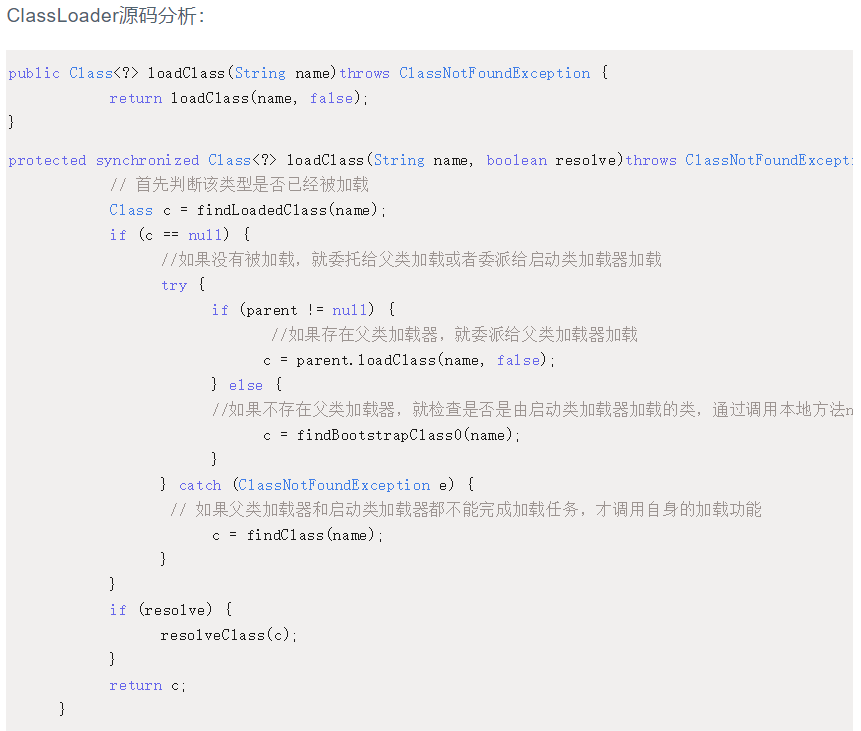 ClassLoader源码分析：
public Class<?> loadClass(String name)throws ClassNotFoundException {
return loadClass(name, false);
}
protected synchronized Class<?> loadClass(String name, boolean resolve)throws
// 首先判断该类型是否已经被加载
Class c = findLoadedClass(name);
if (c == null) {
//如果没有被加载，就委托给父类加载或者委派给启动类加载器加载
try {
if (parent != null) {
//如果存在父类加载器，就委派给父类加载器加载
c = parent.loadClass(name, false);
} else {
//如果不存在父类加载器，就检查是否是由启动类加载器加载的类，通过调用本地方法
c = findBootstrapClass0(name);
}
} catch (ClassNotFoundException e) {
// 如果父类加载器和启动类加载器都不能完成加载任务，才调用自身的加载功能
c = findClass(name);
}
}
if (resolve) {
resolveClass(c);
}
return c;
}